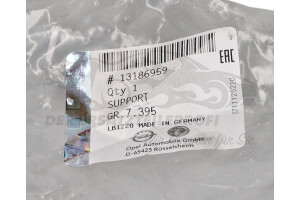 # 13186959
Qty 1
SUPPORT
GR.7.395
LB1220 MADE IN GERMANY
Opel Automobile GmbH
D-65423 Rüsselsheim
EAC